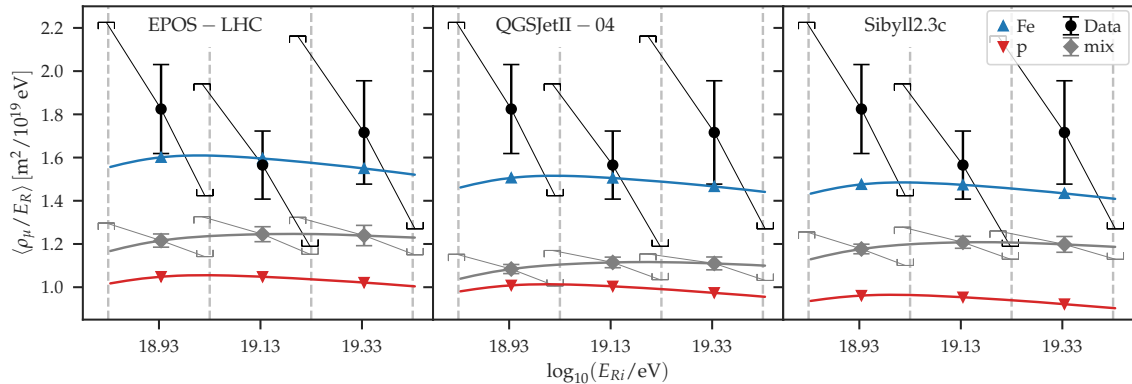 EPOS − LHC
QGSJetII − 04
Sibyll2.3c
Fe
Data
p
mix
⟨ρμ/ER⟩ [m²/10¹⁹ eV]
2.2
2.0
1.8
1.6
1.4
1.2
1.0
18.93 19.13 19.33
18.93 19.13 19.33
18.93 19.13 19.33
log₁₀(ERi/eV)